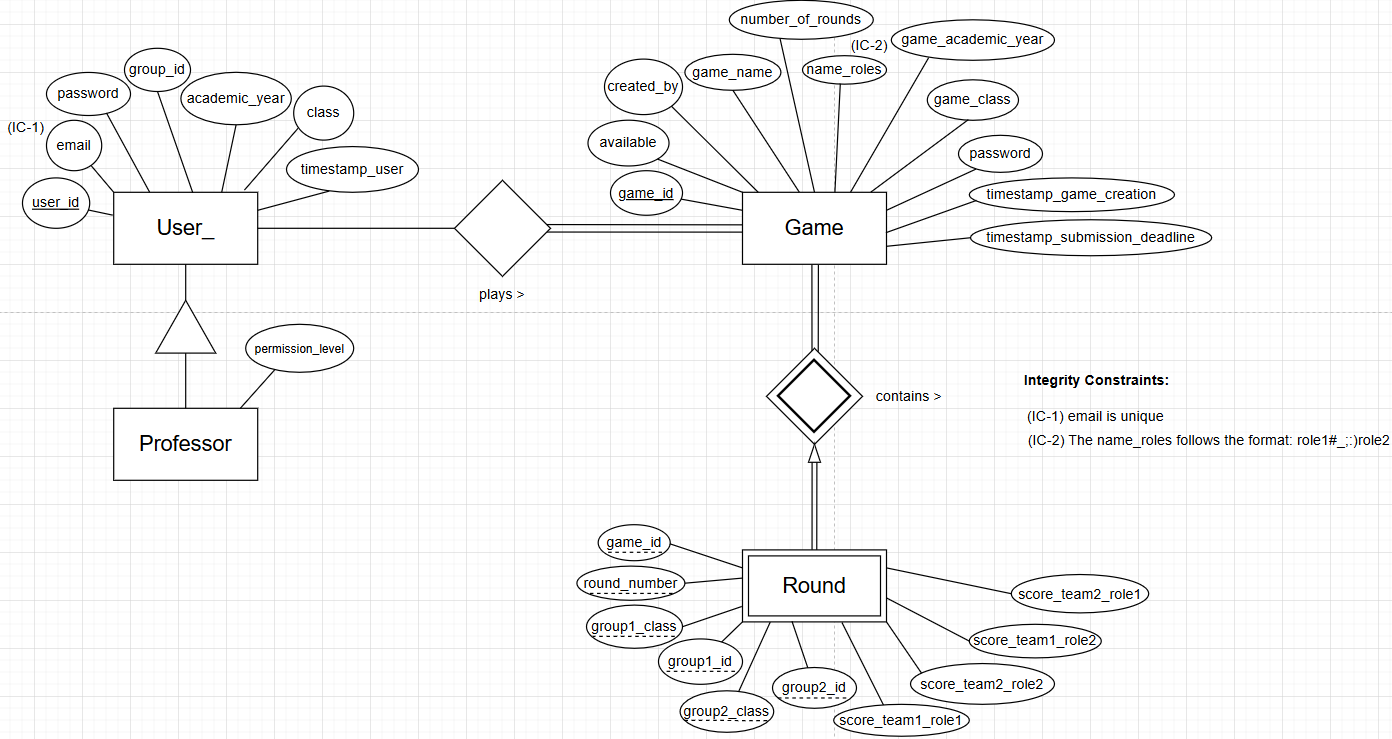 number_of_rounds
(IC-2)
game_academic_year
group_id
name_roles
game_name
password
created_by
academic_year
game_class
class
(IC-1)
email
available
password
timestamp_user
user_id
game_id
timestamp_game_creation
User_
Game
timestamp_submission_deadline
plays >
permission_level
Integrity Constraints:
contains >
(IC-1) email is unique
Professor
(IC-2) The name_roles follows the format: role1#_;:)role2
game_id
round_number
Round
score_team2_role1
group1_class
score_team1_role2
group1_id
group2_id
score_team2_role2
group2_class
score_team1_role1